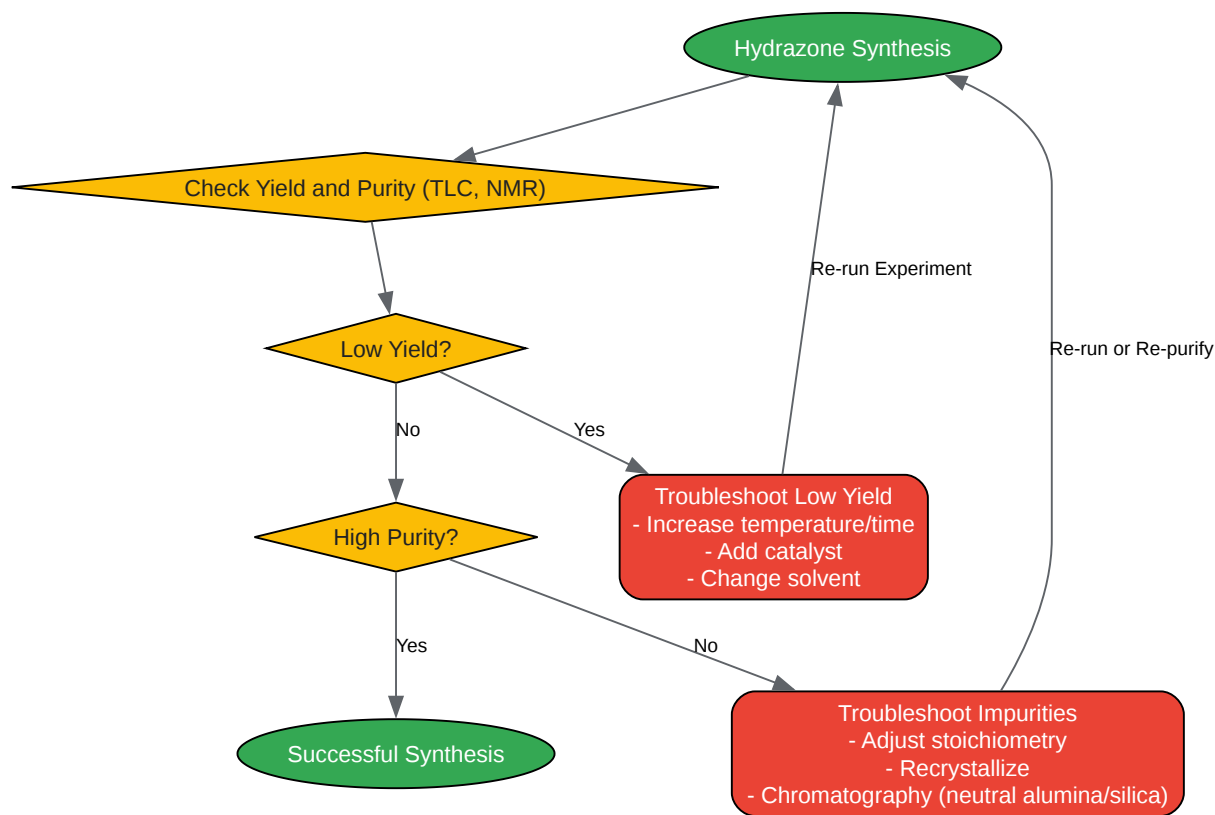 Hydrazone Synthesis
Check Yield and Purity (TLC, NMR)
Re-run Experiment
Low Yield?
Re-run or Re-purify
No
Yes
Troubleshoot Low Yield
- Increase temperature/time
- Add catalyst
- Change solvent
High Purity?
Yes
No
Troubleshoot Impurities
- Adjust stoichiometry
- Recrystallize
- Chromatography (neutral alumina/silica)
Successful Synthesis